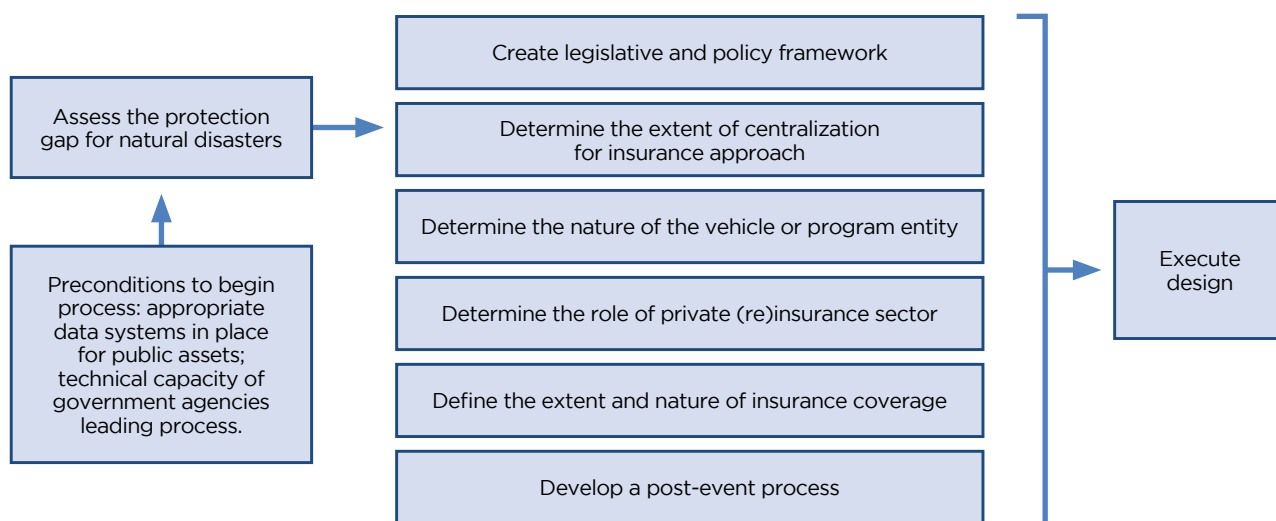 Assess the protection
gap for natural disasters
Preconditions to begin
process: appropriate
data systems in place
for public assets;
technical capacity of
government agencies
leading process.
Create legislative and policy framework
Determine the extent of centralization
for insurance approach
Determine the nature of the vehicle or program entity
Determine the role of private (re)insurance sector
Define the extent and nature of insurance coverage
Develop a post-event process
Execute
design